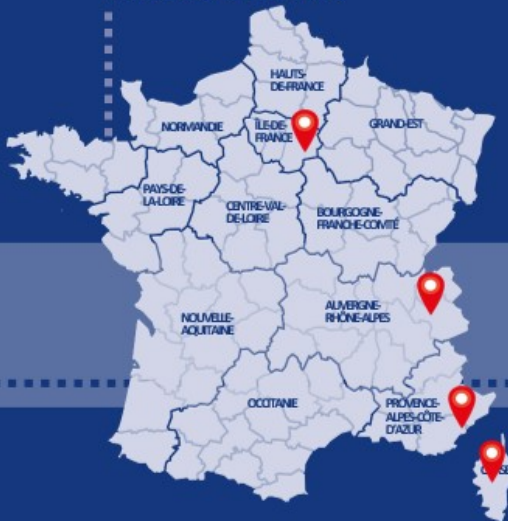 HAUTS-
DE-FRANCE
NORMANDIE
ÎLE-DE-
FRANCE
GRAND-EST
PAYS-DE-
LA-LOIRE
CENTRE-VAL-
DE-LOIRE
BOURGOGNE-
FRANCHE-COMTÉ
NOUVELLE-
AQUITAINE
AUVERGNE-
RHÔNE-ALPES
OCCITANIE
PROVENCE-
ALPES-CÔTE-
D'AZUR